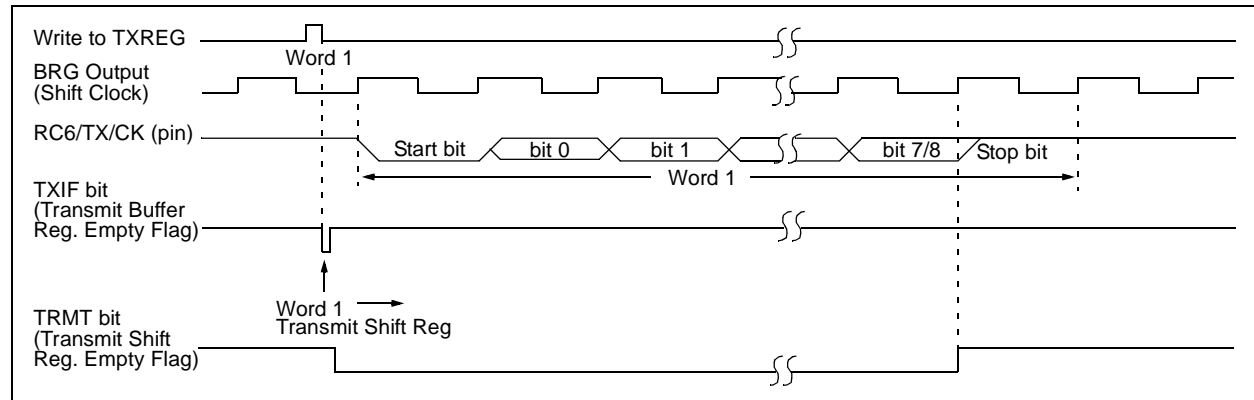 Write to TXREG
Word 1
BRG Output
(Shift Clock)
RC6/TX/CK (pin)
Start bit
bit 0
bit 1
bit 7/8
Stop bit
Word 1
TXIF bit
(Transmit Buffer
Reg. Empty Flag)
Word 1
Transmit Shift Reg
TRMT bit
(Transmit Shift
Reg. Empty Flag)